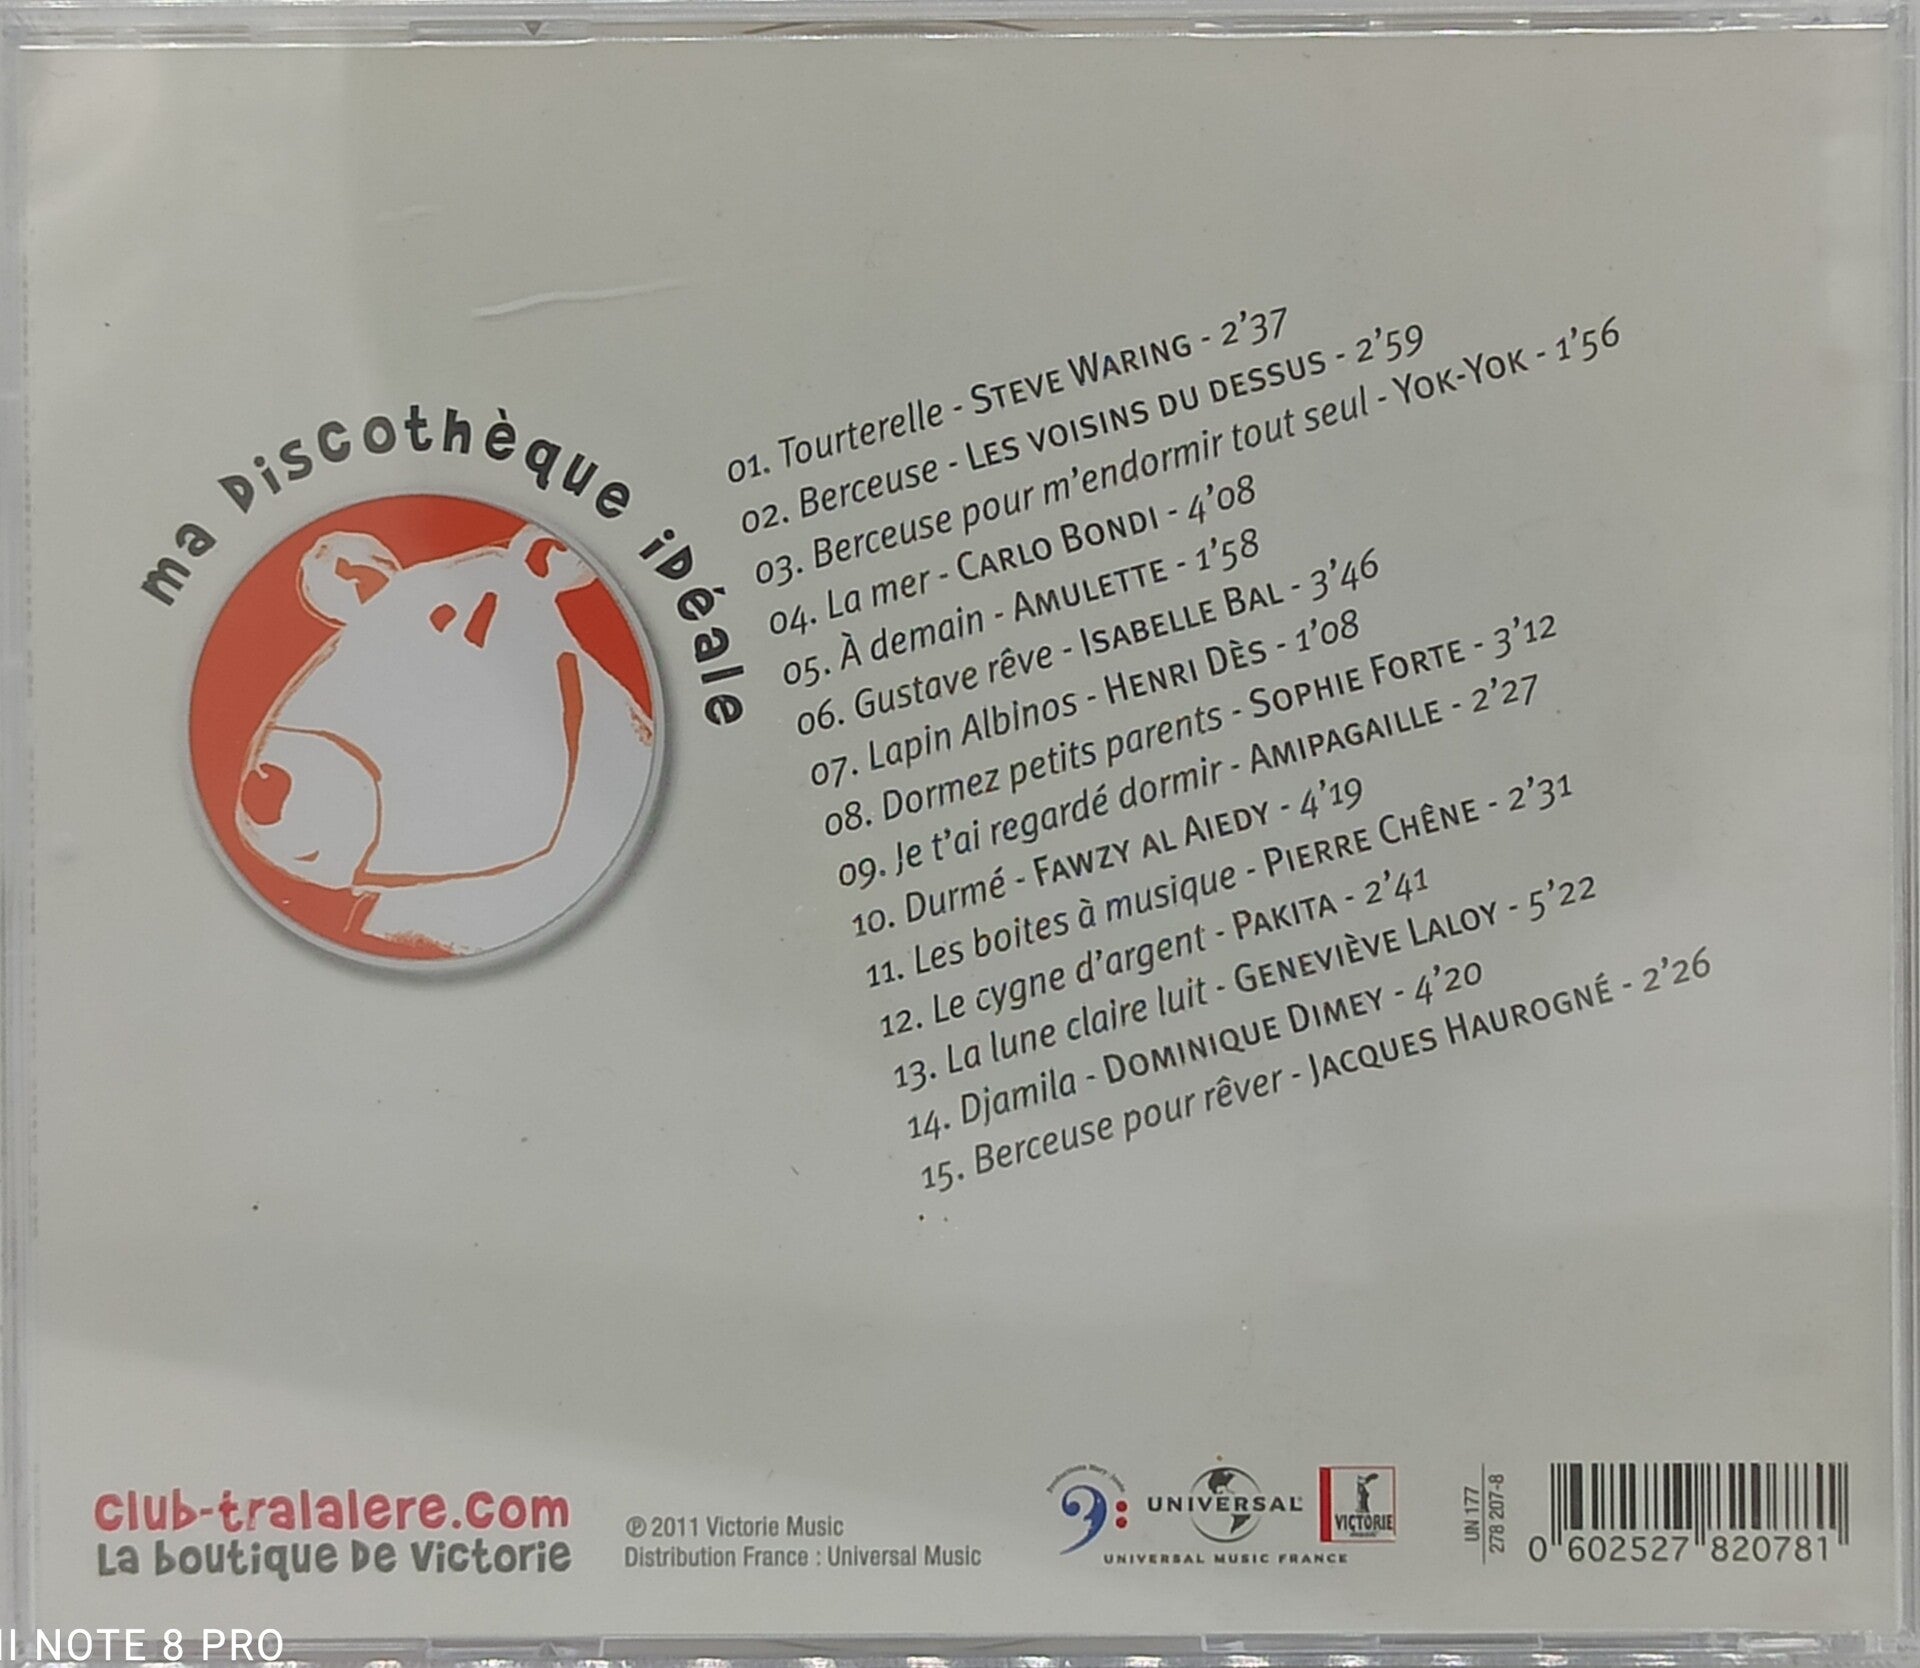 ma Discothèque iDéale
01. Tourterelle - STEVE WARING - 2'37
02. Berceuse - LES VOISINS DU DESSUS - 2'59
03. Berceuse pour m'endormir tout seul - YOK-YOK - 1'56
04. La mer - CARLO BONDI - 4'08
05. À demain - AMULETTE - 1'58
06. Gustave rêve - ISABELLE BAL - 3'46
07. Lapin Albinos - HENRI DÈS - 1'08
08. Dormez petits parents - SOPHIE FORTE - 3'12
09. Je t'ai regardé dormir - AMIPAGAILLE - 2'27
10. Durmé - FAWZY AL AIEDY - 4'19
11. Les boites à musique - PIERRE CHÊNE - 2'31
12. Le cygne d'argent - PAKITA - 2'41
13. La lune claire luit - GENEVIÈVE LALOY - 5'22
14. Djamila - DOMINIQUE DIMEY - 4'20
15. Berceuse pour rêver - JACQUES HAUROGNÉ - 2'26
club-tralalere.com
La boutique De Victorie
℗ 2011 Victorie Music
Distribution France : Universal Music
UNIVERSAL
VICTORIE
UNIVERSAL MUSIC FRANCE
UN 177
278 207-8
0 602527 820781
NOTE 8 PRO